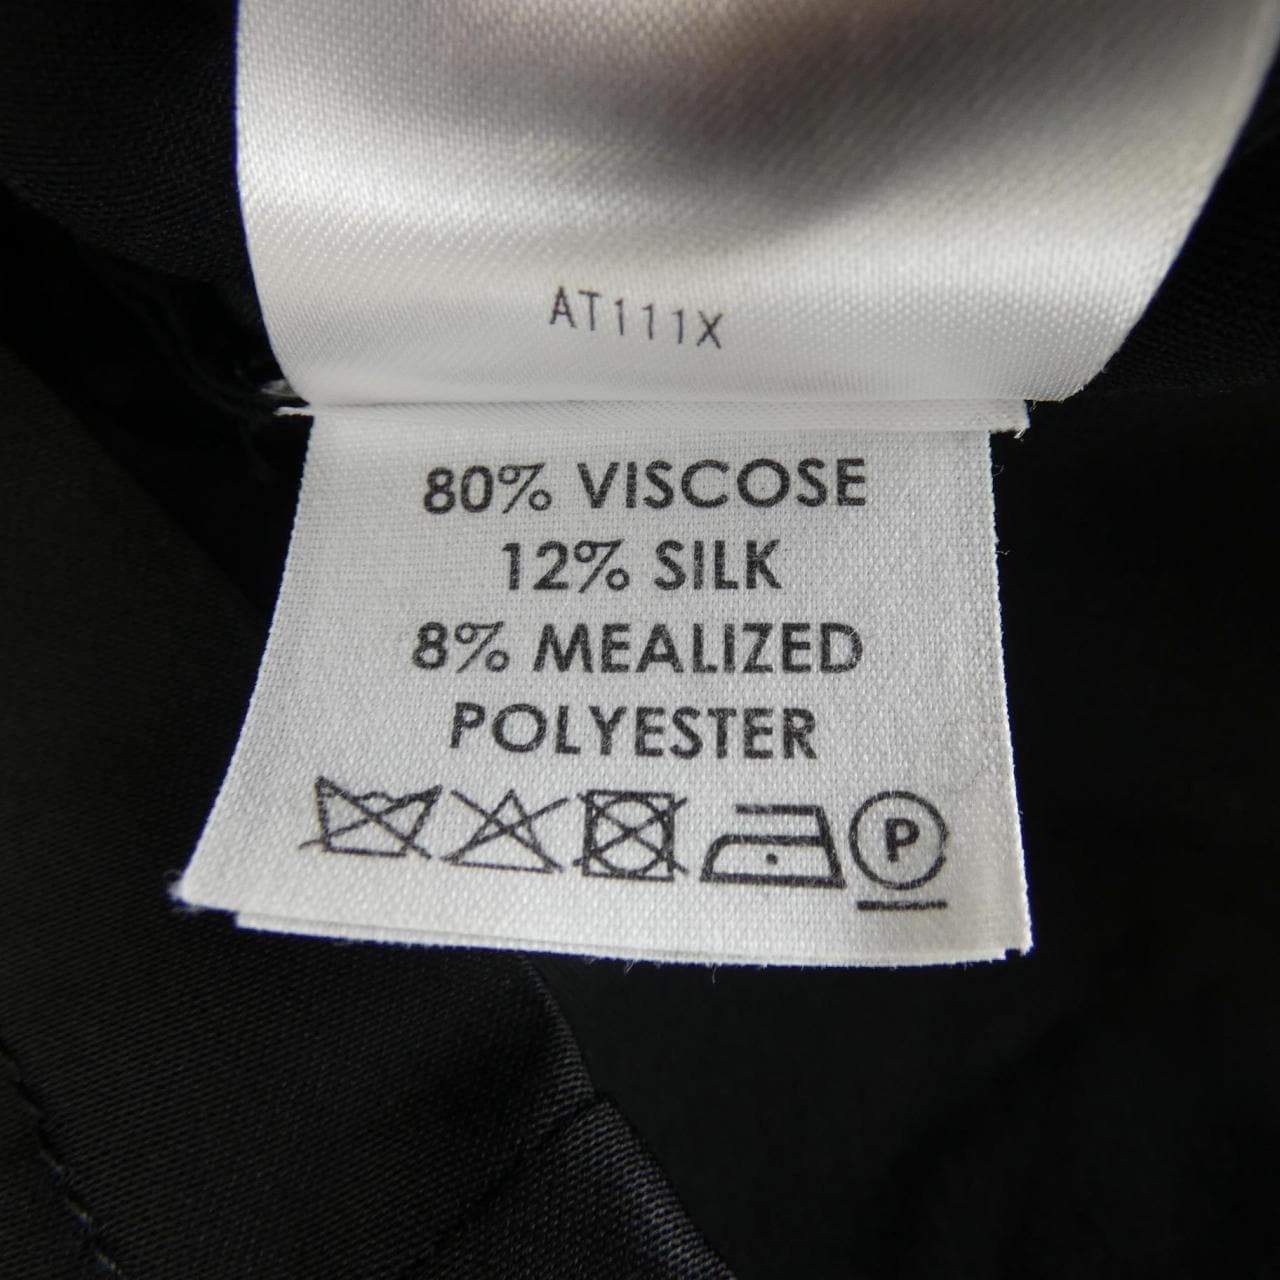 AT111X
80% VISCOSE
12% SILK
8% MEALIZED
POLYESTER
P